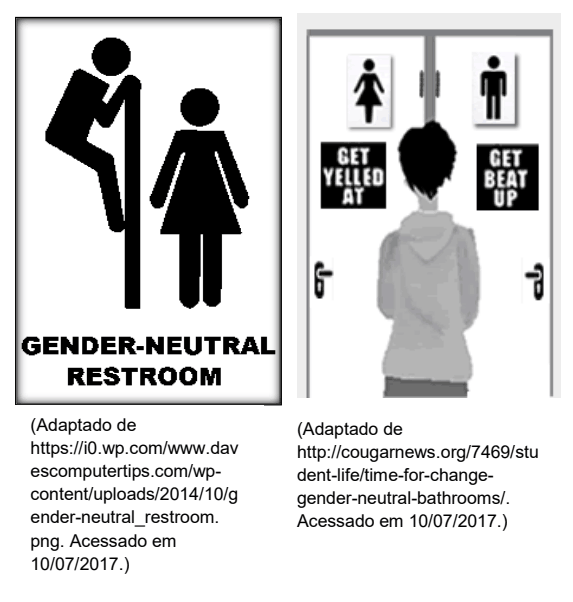 GENDER-NEUTRAL
RESTROOM
(Adaptado de
https://i0.wp.com/www.dav
escomputertips.com/wp-
content/uploads/2014/10/g
ender-neutral_restroom.
png. Acessado em
10/07/2017.)
GET
YELLED
AT
GET
BEAT
UP
(Adaptado de
http://cougarnews.org/7469/stu
dent-life/time-for-change-
gender-neutral-bathrooms/.
Acessado em 10/07/2017.)